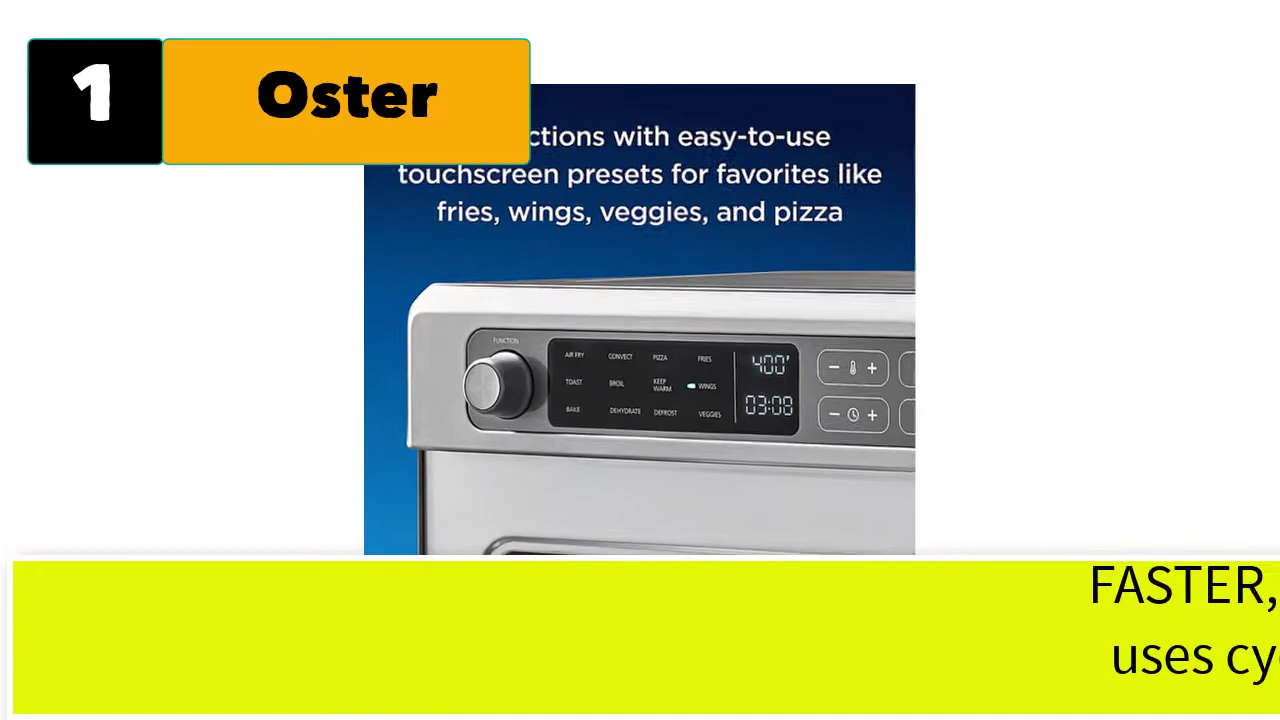 1 Oster
ctions with easy-to-use
touchscreen presets for favorites like
fries, wings, veggies, and pizza
FUNCTION
AIR FRY CONVECT PIZZA FRIES 400°
TOAST BROIL KEEP WARM WINGS
BAKE DEHYDRATE DEFROST VEGGIES 03:08
FASTER,
uses cy